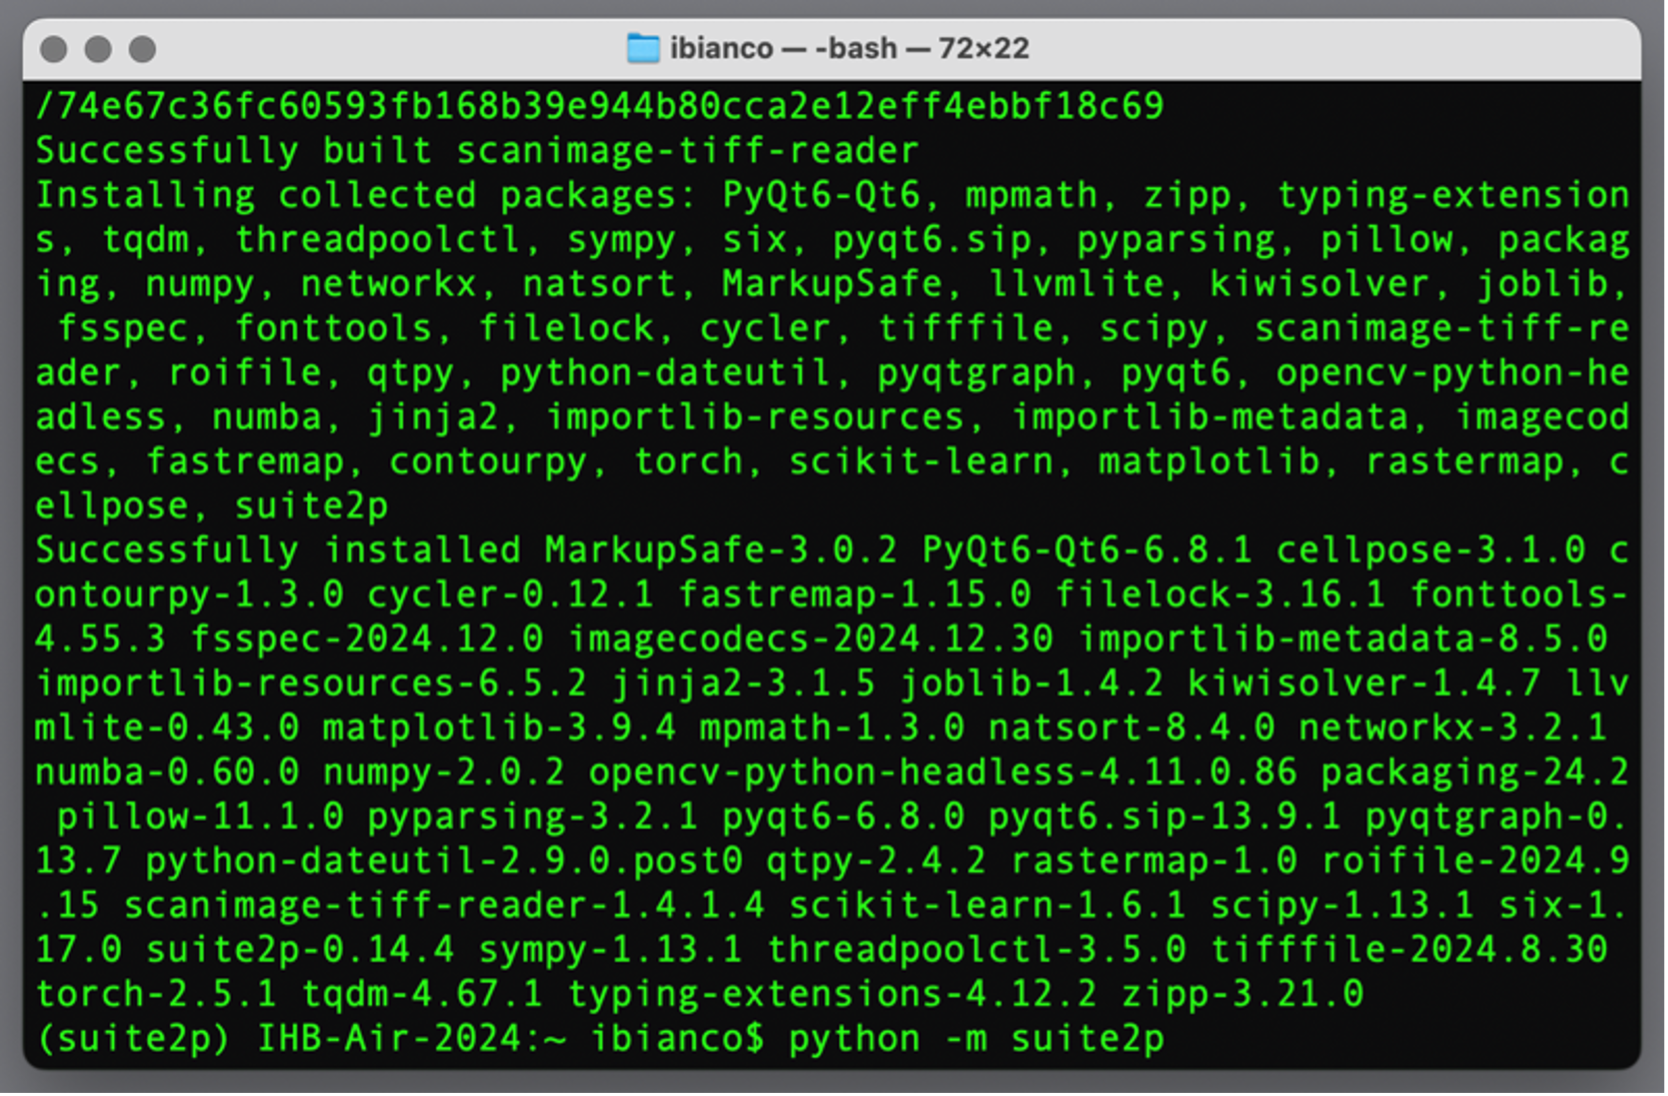 ibianco — -bash — 72×22
/74e67c36fc60593fb168b39e944b80cca2e12eff4ebbf18c69
Successfully built scanimage-tiff-reader
Installing collected packages: PyQt6-Qt6, mpmath, zipp, typing-extension
s, tqdm, threadpoolctl, sympy, six, pyqt6.sip, pyparsing, pillow, packag
ing, numpy, networkx, natsort, MarkupSafe, llvmlite, kiwisolver, joblib,
 fsspec, fonttools, filelock, cycler, tifffile, scipy, scanimage-tiff-re
ader, roifile, qtpy, python-dateutil, pyqtgraph, pyqt6, opencv-python-he
adless, numba, jinja2, importlib-resources, importlib-metadata, imagecod
ecs, fastremap, contourpy, torch, scikit-learn, matplotlib, rastermap, c
ellpose, suite2p
Successfully installed MarkupSafe-3.0.2 PyQt6-Qt6-6.8.1 cellpose-3.1.0 c
ontourpy-1.3.0 cycler-0.12.1 fastremap-1.15.0 filelock-3.16.1 fonttools-
4.55.3 fsspec-2024.12.0 imagecodecs-2024.12.30 importlib-metadata-8.5.0
importlib-resources-6.5.2 jinja2-3.1.5 joblib-1.4.2 kiwisolver-1.4.7 llv
mlite-0.43.0 matplotlib-3.9.4 mpmath-1.3.0 natsort-8.4.0 networkx-3.2.1
numba-0.60.0 numpy-2.0.2 opencv-python-headless-4.11.0.86 packaging-24.2
 pillow-11.1.0 pyparsing-3.2.1 pyqt6-6.8.0 pyqt6.sip-13.9.1 pyqtgraph-0.
13.7 python-dateutil-2.9.0.post0 qtpy-2.4.2 rastermap-1.0 roifile-2024.9
.15 scanimage-tiff-reader-1.4.1.4 scikit-learn-1.6.1 scipy-1.13.1 six-1.
17.0 suite2p-0.14.4 sympy-1.13.1 threadpoolctl-3.5.0 tifffile-2024.8.30
torch-2.5.1 tqdm-4.67.1 typing-extensions-4.12.2 zipp-3.21.0
(suite2p) IHB-Air-2024:~ ibianco$ python -m suite2p